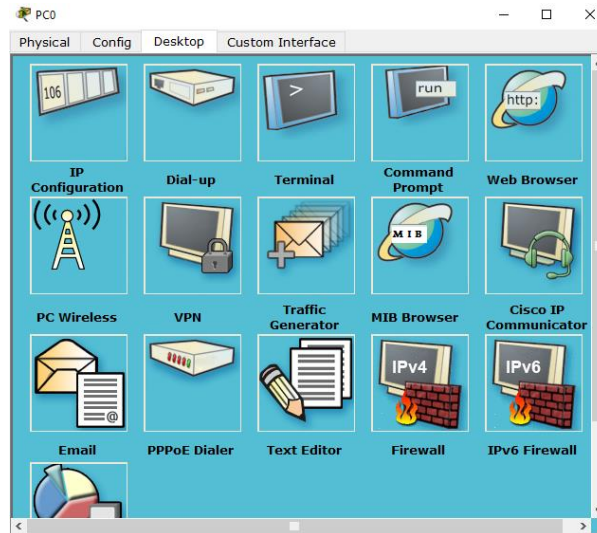 PC0
Physical Config Desktop Custom Interface
106
>
run
http:
IP
Configuration
Dial-up
Terminal
Command
Prompt
Web Browser
MIB
PC Wireless
VPN
Traffic
Generator
MIB Browser
Cisco IP
Communicator
@
IPv4
IPv6
Email
PPPoE Dialer
Text Editor
Firewall
IPv6 Firewall